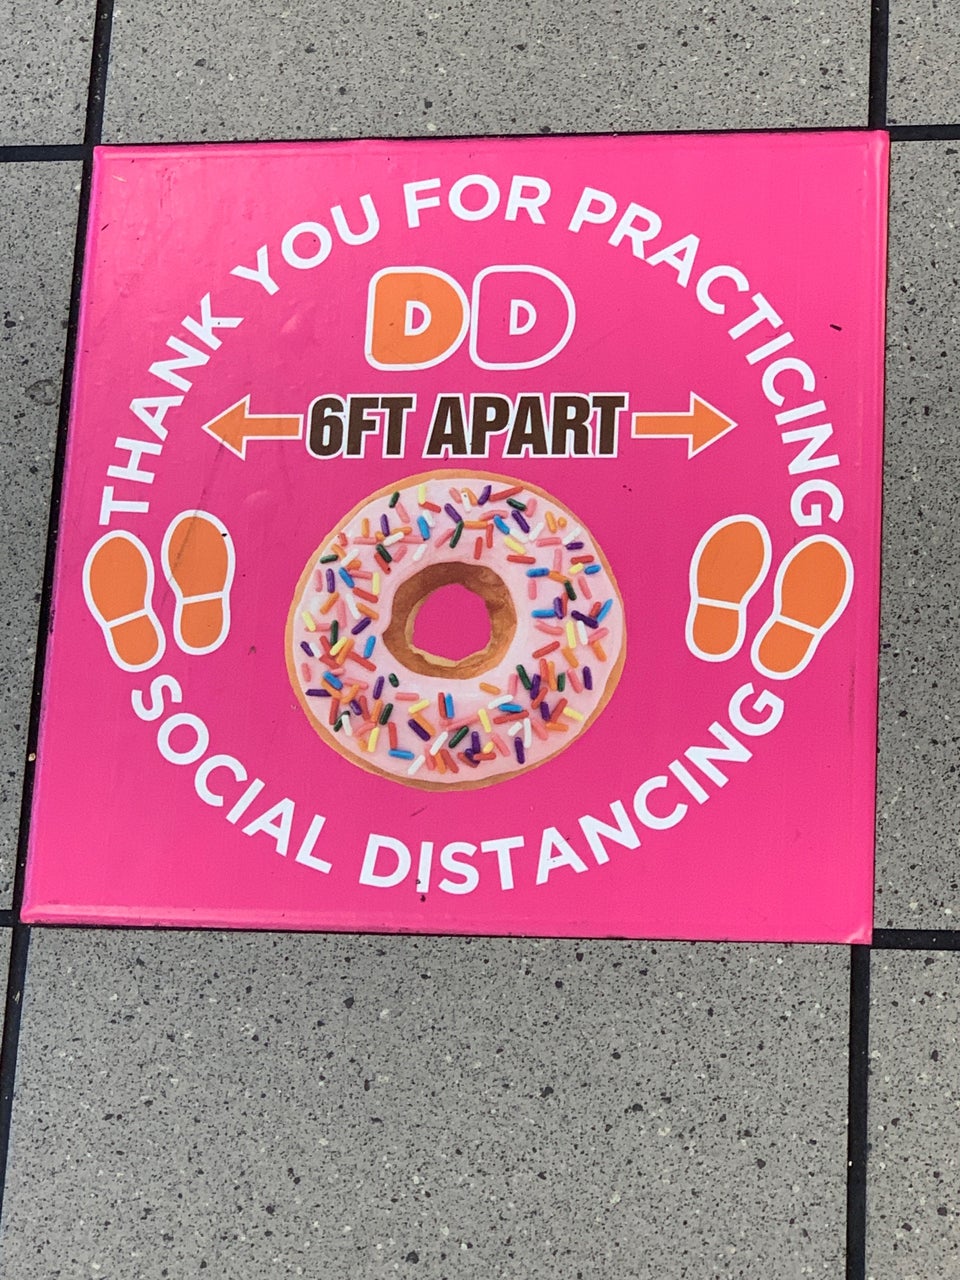 THANK YOU FOR PRACTICING
DD
6FT APART
SOCIAL DISTANCING